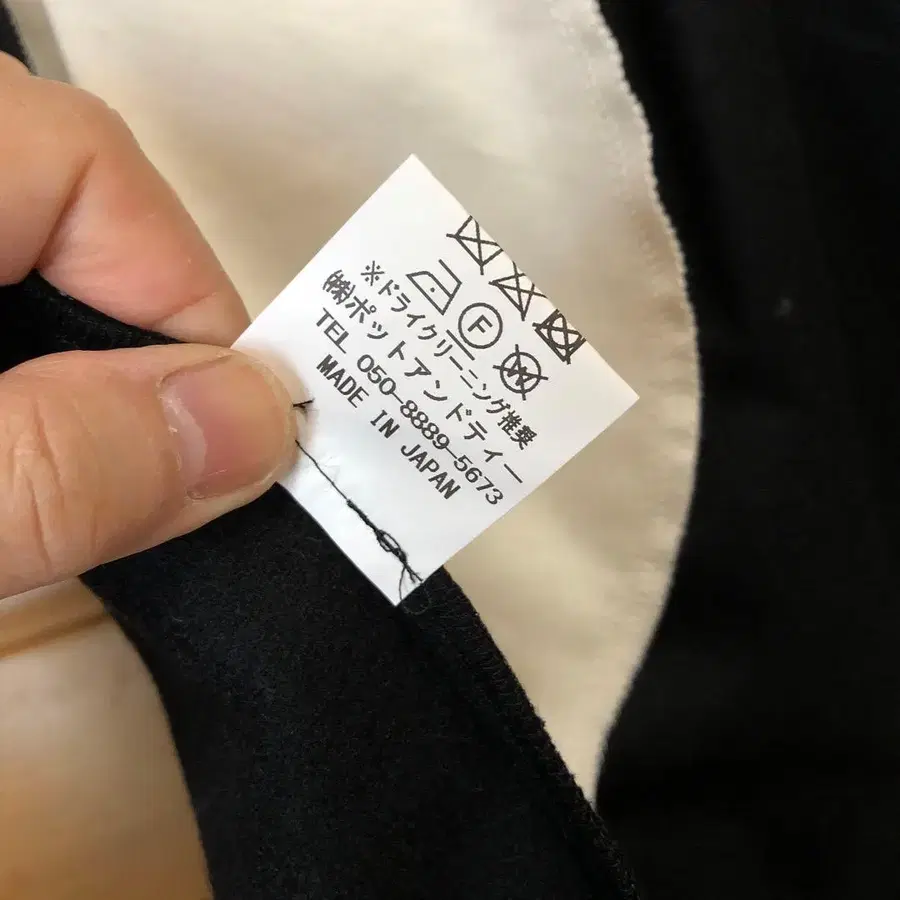 Ⓕ Ⓦ
※ドライクリーニング推奨
㈱ポットアンドティー
TEL 050-8889-5673
MADE IN JAPAN